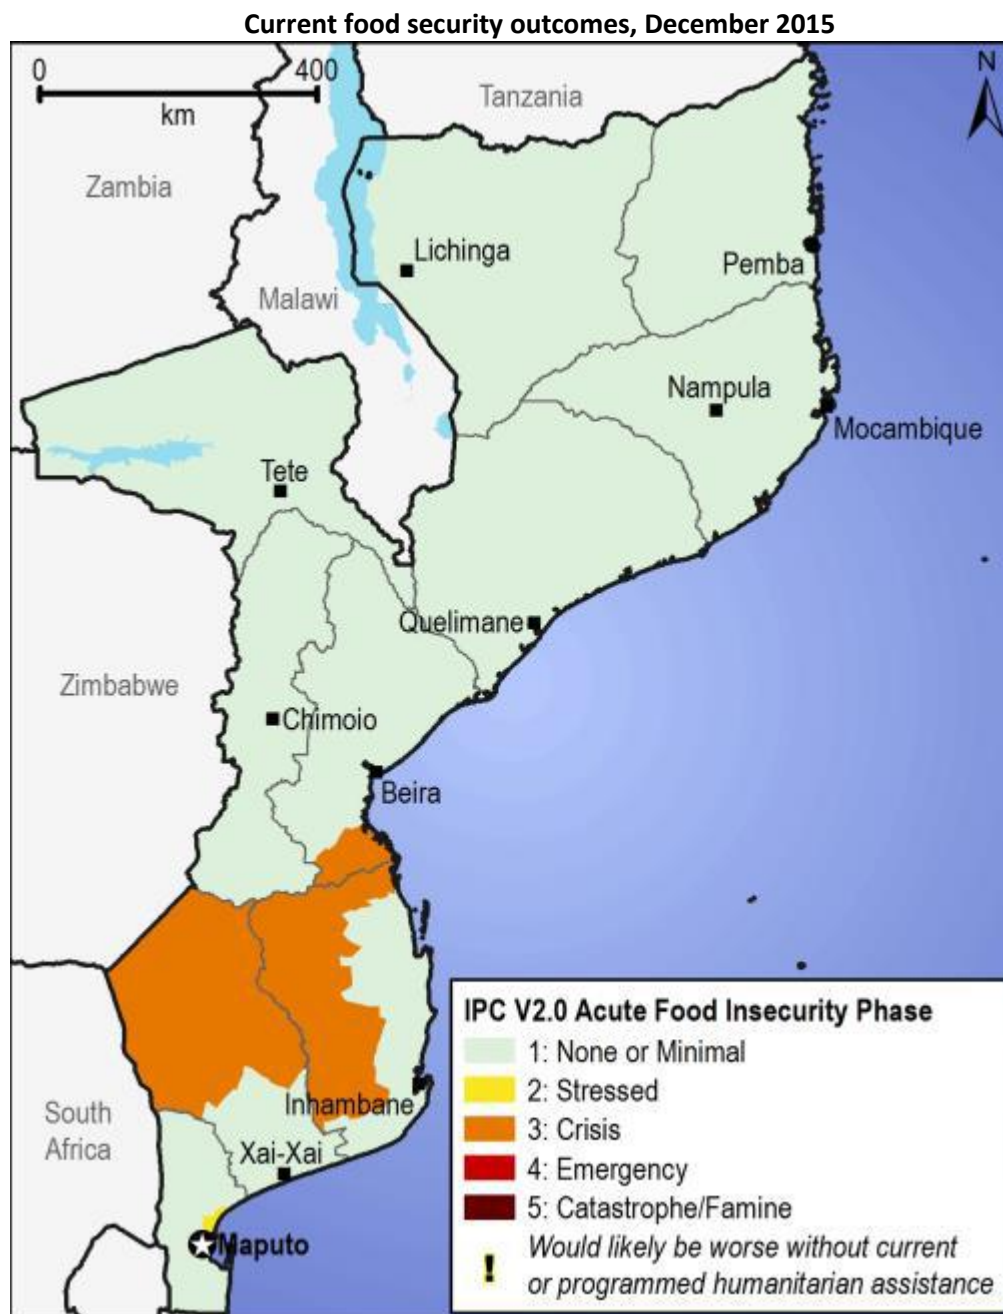 Current food security outcomes, December 2015
0 400
km
N
Tanzania
Zambia
Lichinga
Pemba
Malawi
Nampula
Mocambique
Tete
Quelimane
Zimbabwe
Chimoio
Beira
IPC V2.0 Acute Food Insecurity Phase
1: None or Minimal
2: Stressed
3: Crisis
4: Emergency
5: Catastrophe/Famine
! Would likely be worse without current
or programmed humanitarian assistance
Inhambane
South
Africa
Xai-Xai
Maputo